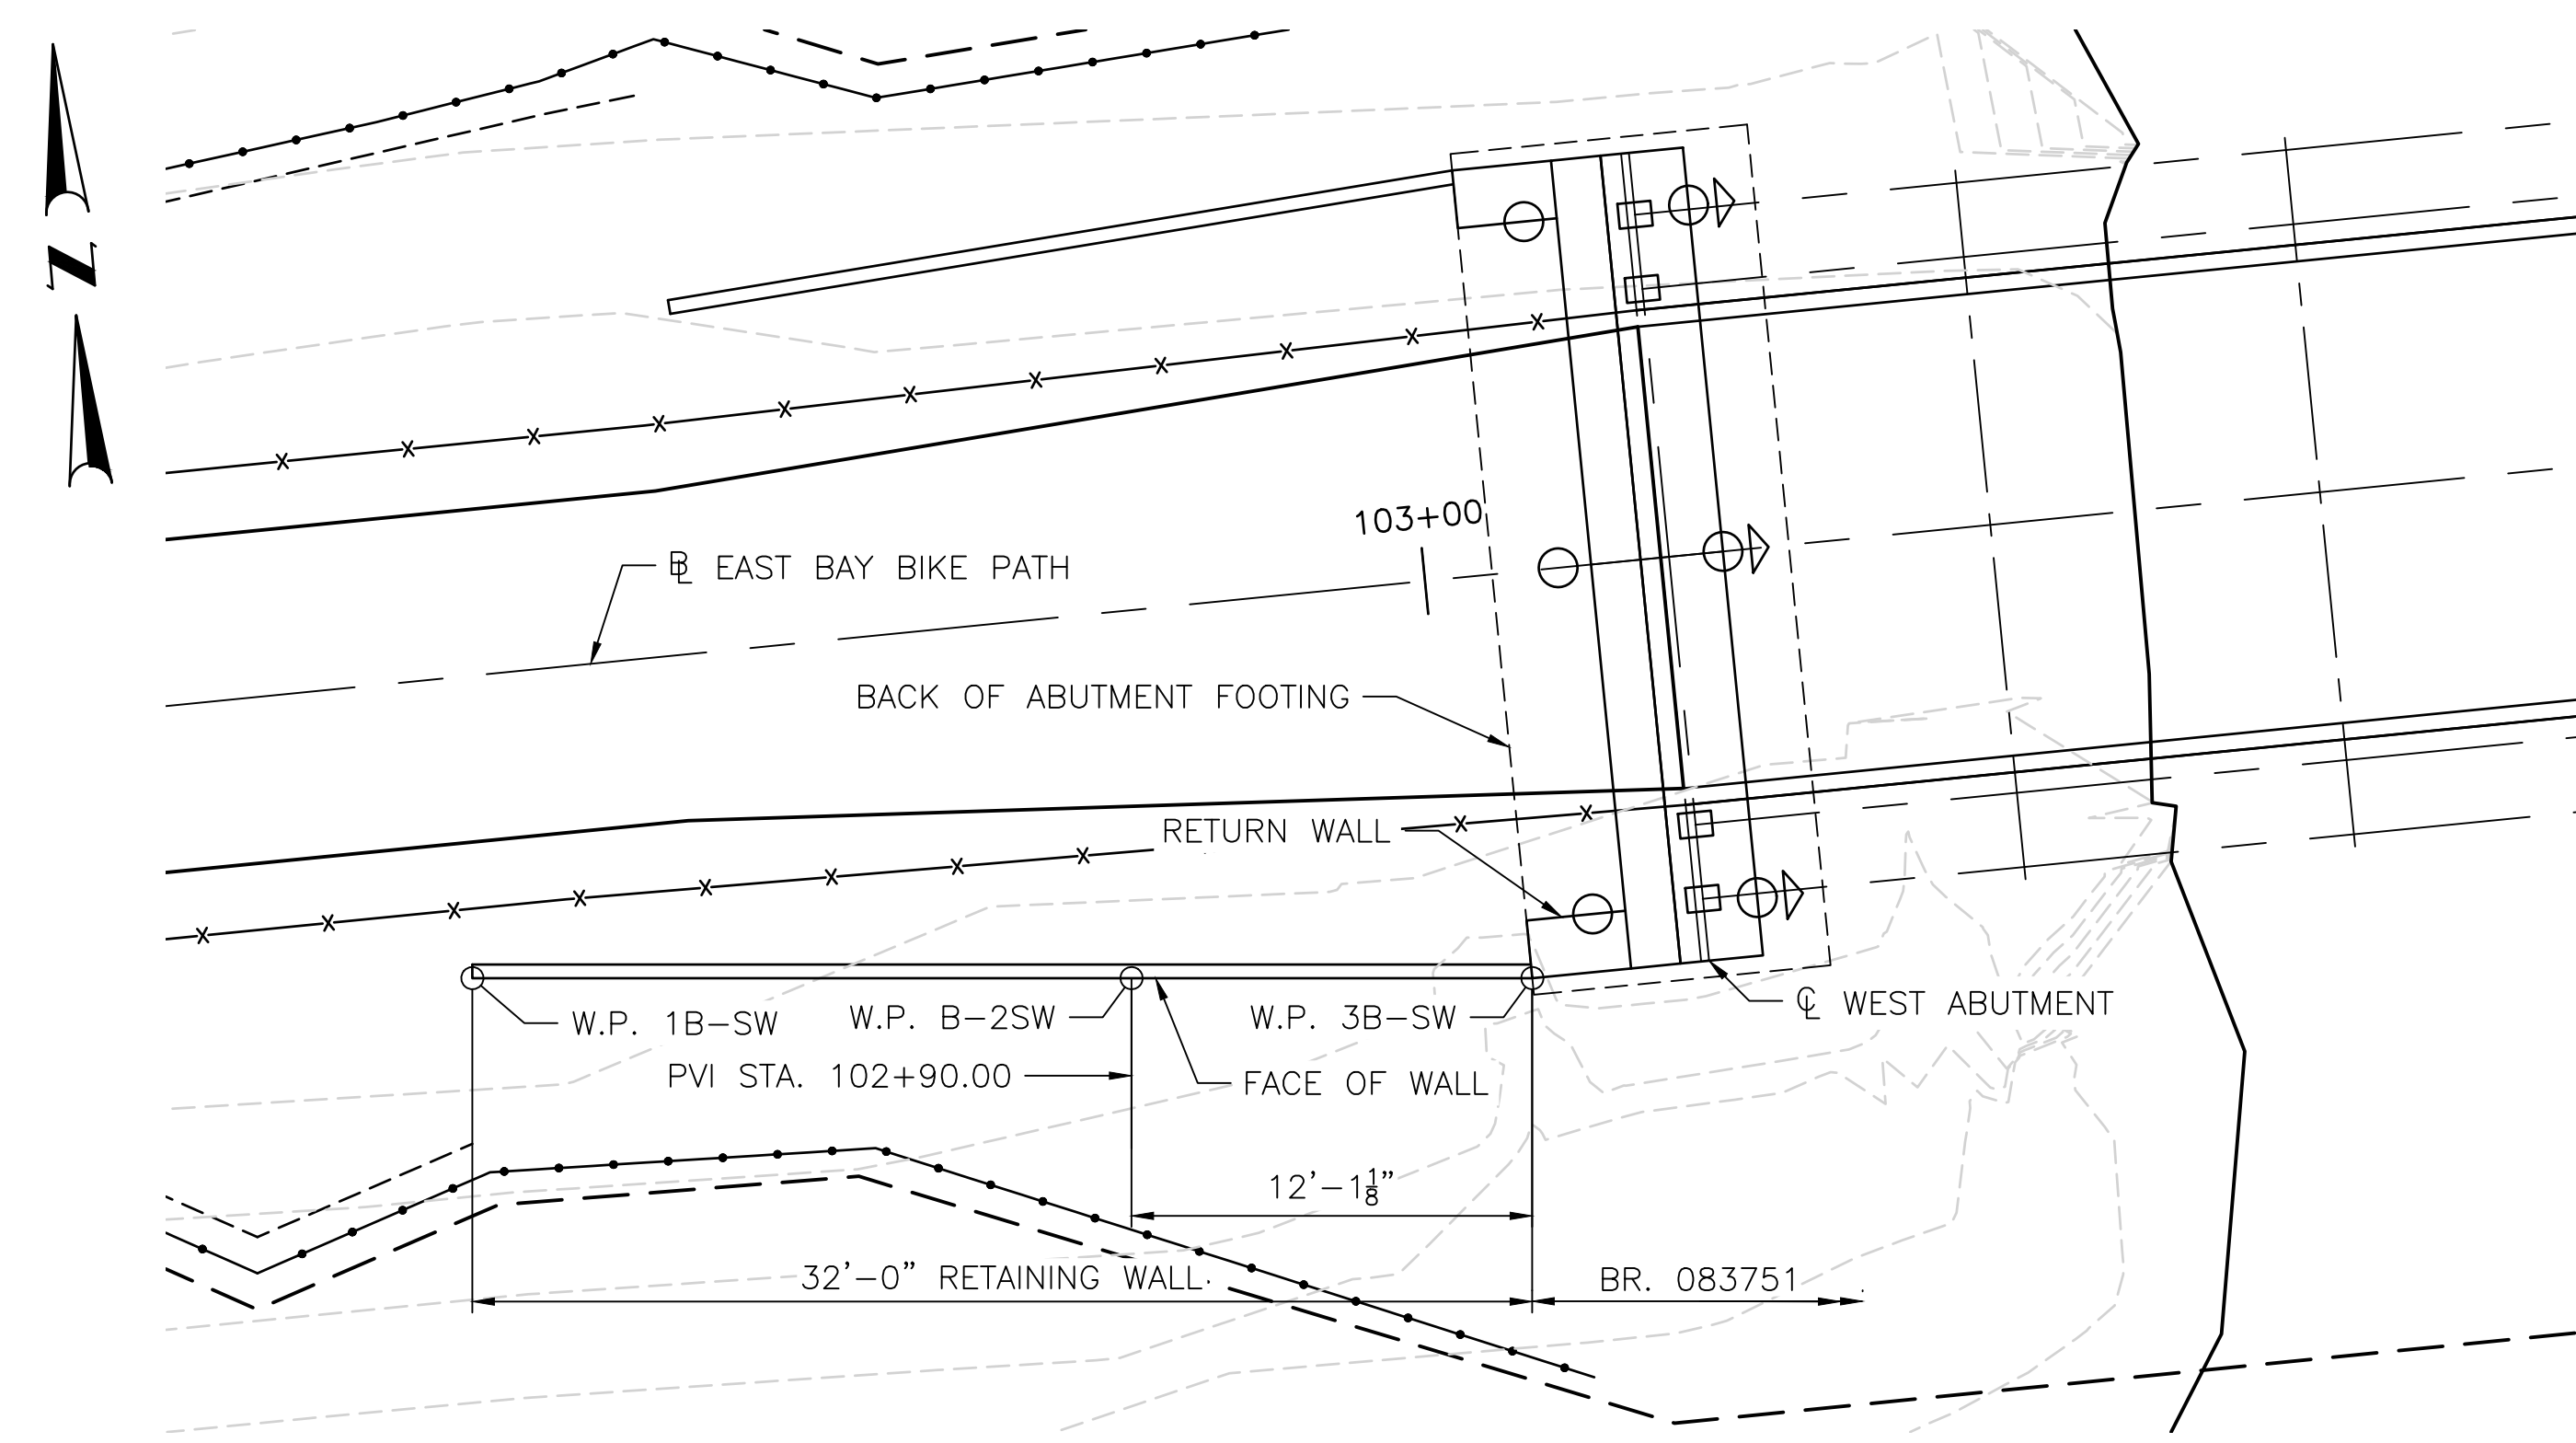 N
103+00
℄ EAST BAY BIKE PATH
BACK OF ABUTMENT FOOTING
RETURN WALL
W.P. 1B-SW
W.P. B-2SW
W.P. 3B-SW
℄ WEST ABUTMENT
PVI STA. 102+90.00
FACE OF WALL
12'-1⅛"
32'-0" RETAINING WALL
BR. 083751